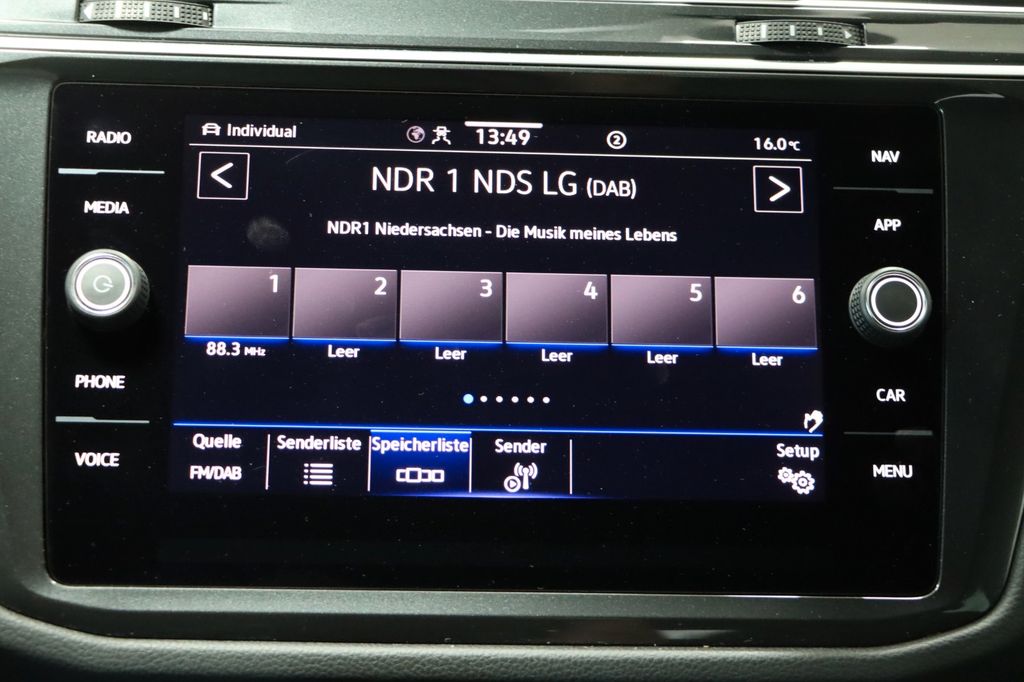 RADIO
MEDIA
PHONE
VOICE
Individual 13:49 2 16.0°C
< NDR 1 NDS LG (DAB) >
NDR1 Niedersachsen - Die Musik meines Lebens
1 2 3 4 5 6
88.3 MHz Leer Leer Leer Leer Leer
Quelle Senderliste Speicherliste Sender Setup
FM/DAB
NAV
APP
CAR
MENU